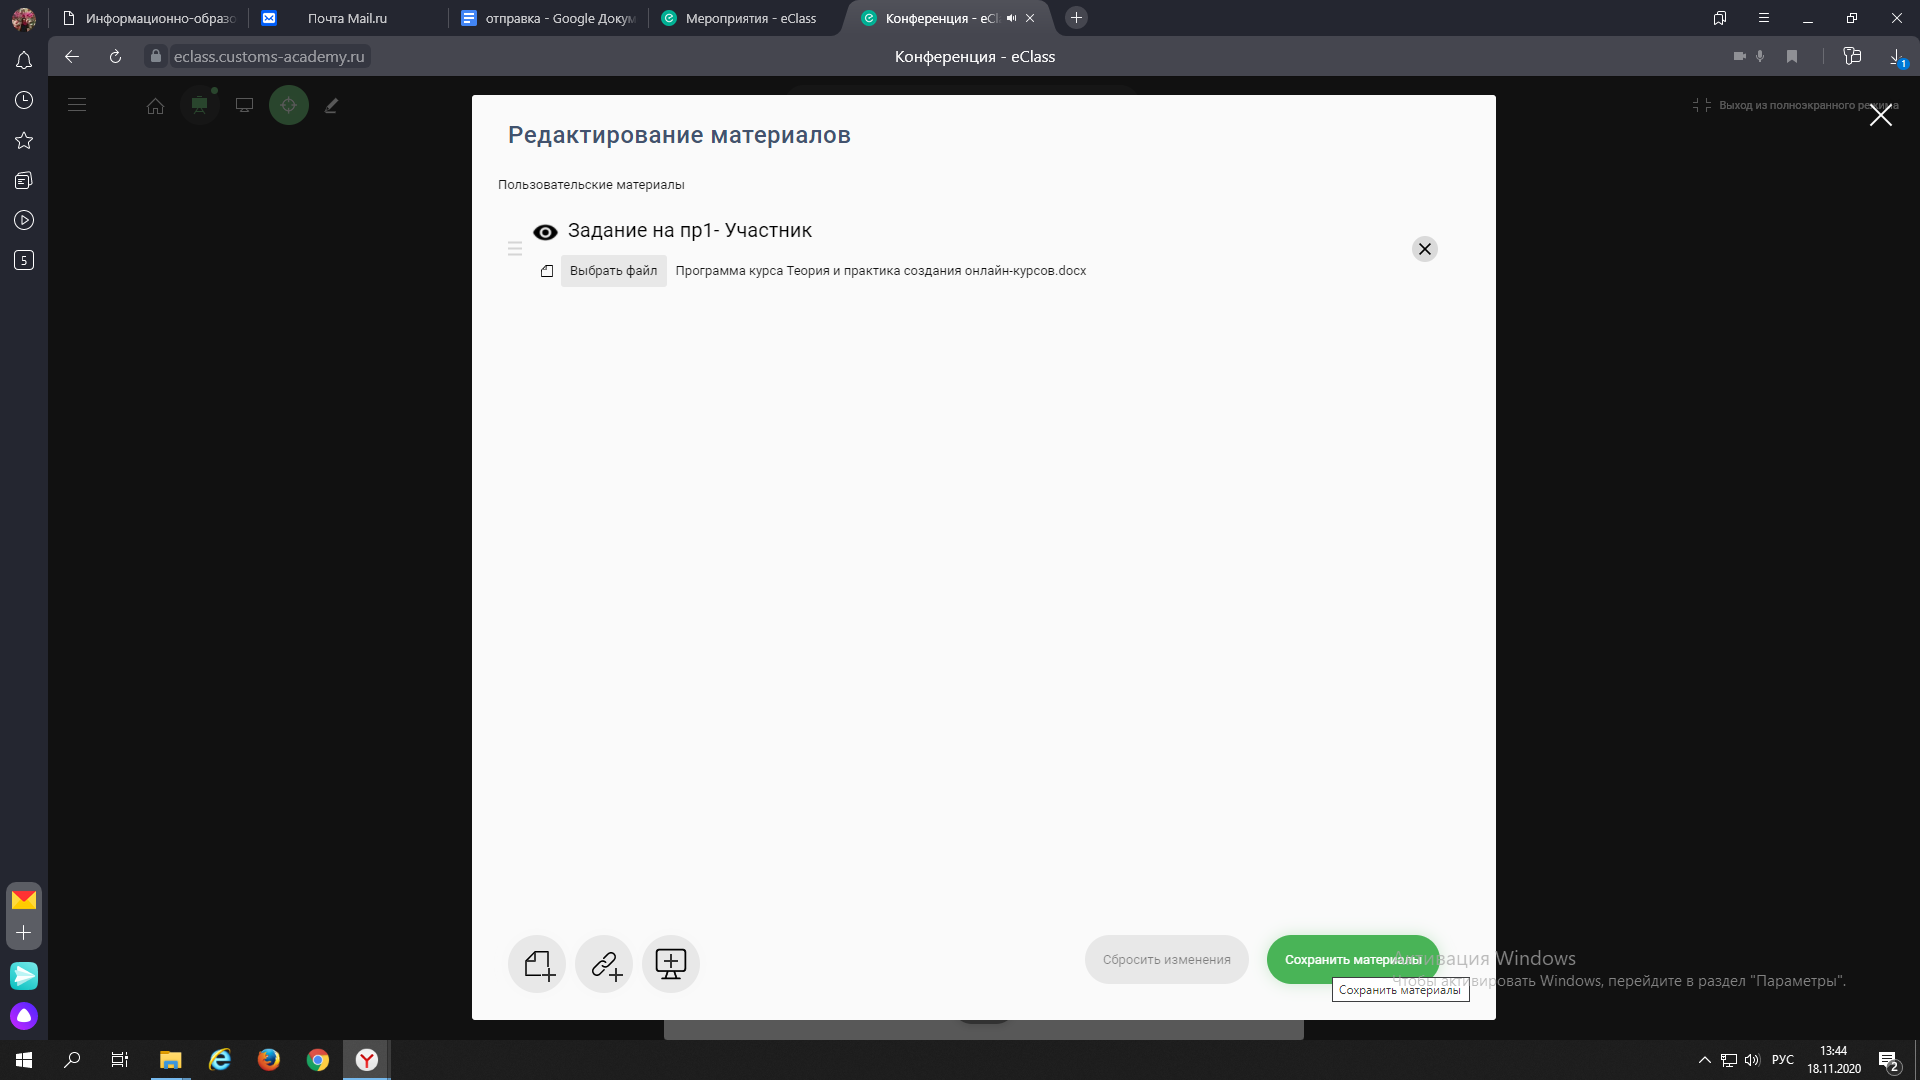 Информационно-образо
Почта Mail.ru
отправка - Google Докум
Мероприятия - eClass
Конференция - eCl
eclass.customs-academy.ru
Конференция - eClass
1
Выход из полноэкранного режима
Редактирование материалов
Пользовательские материалы
Задание на пр1- Участник
Выбрать файл
Программа курса Теория и практика создания онлайн-курсов.docx
5
Сбросить изменения
Сохранить материалы
Активация Windows
Чтобы активировать Windows, перейдите в раздел "Параметры".
Сохранить материалы
РУС
13:44
18.11.2020
2